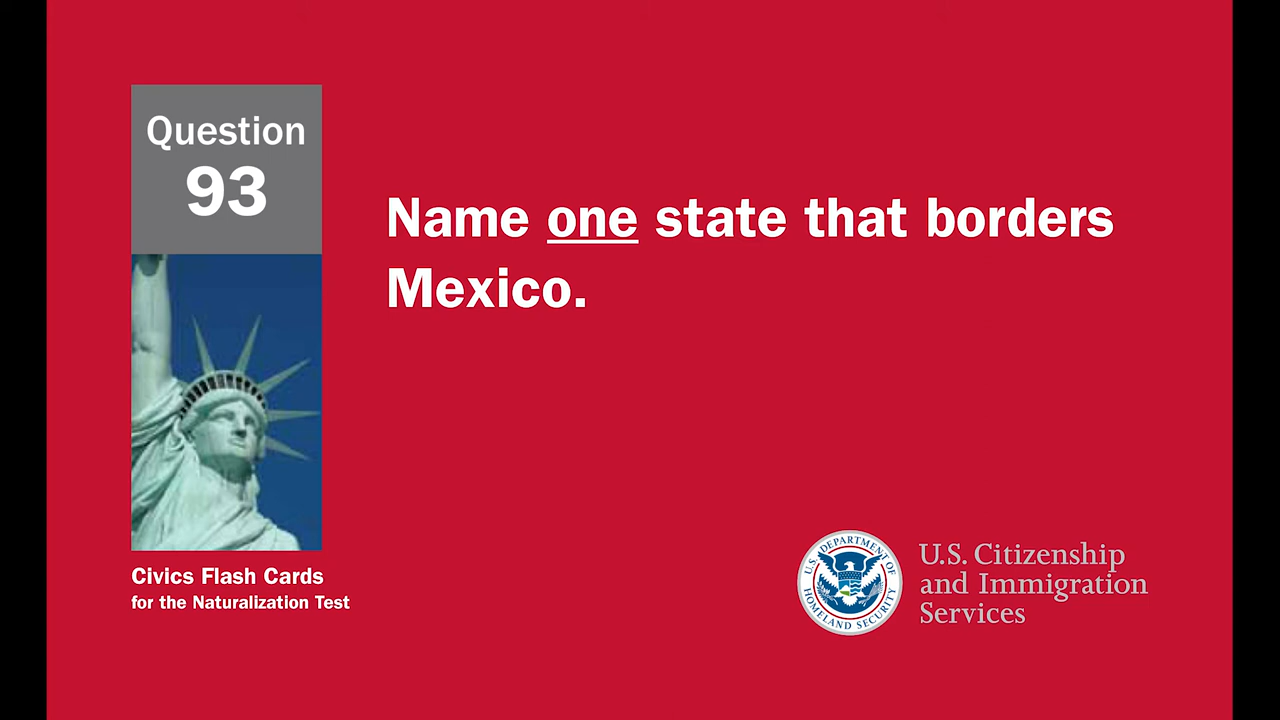 Question
93
Name one state that borders
Mexico.
Civics Flash Cards
for the Naturalization Test
U.S. DEPARTMENT OF
HOMELAND SECURITY
U.S. Citizenship
and Immigration
Services